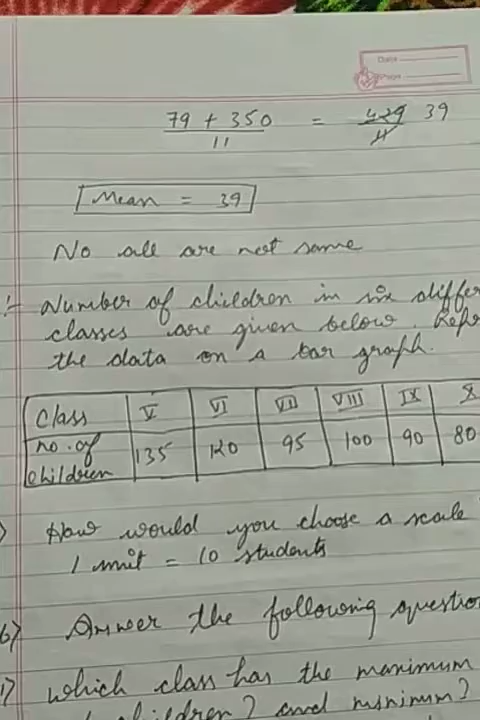 Date
Page
79 + 350 = 429 39
11 11
Mean = 39
No all are not same
:- Number of children in six differ
classes are given below. Repr
the data on a bar graph.
Class V VI VII VIII IX X
no. of children 135 120 95 100 90 80
How would you choose a scale
1 unit = 10 students
b) Answer the following questio
i) which class has the maximum
children? and minimum?